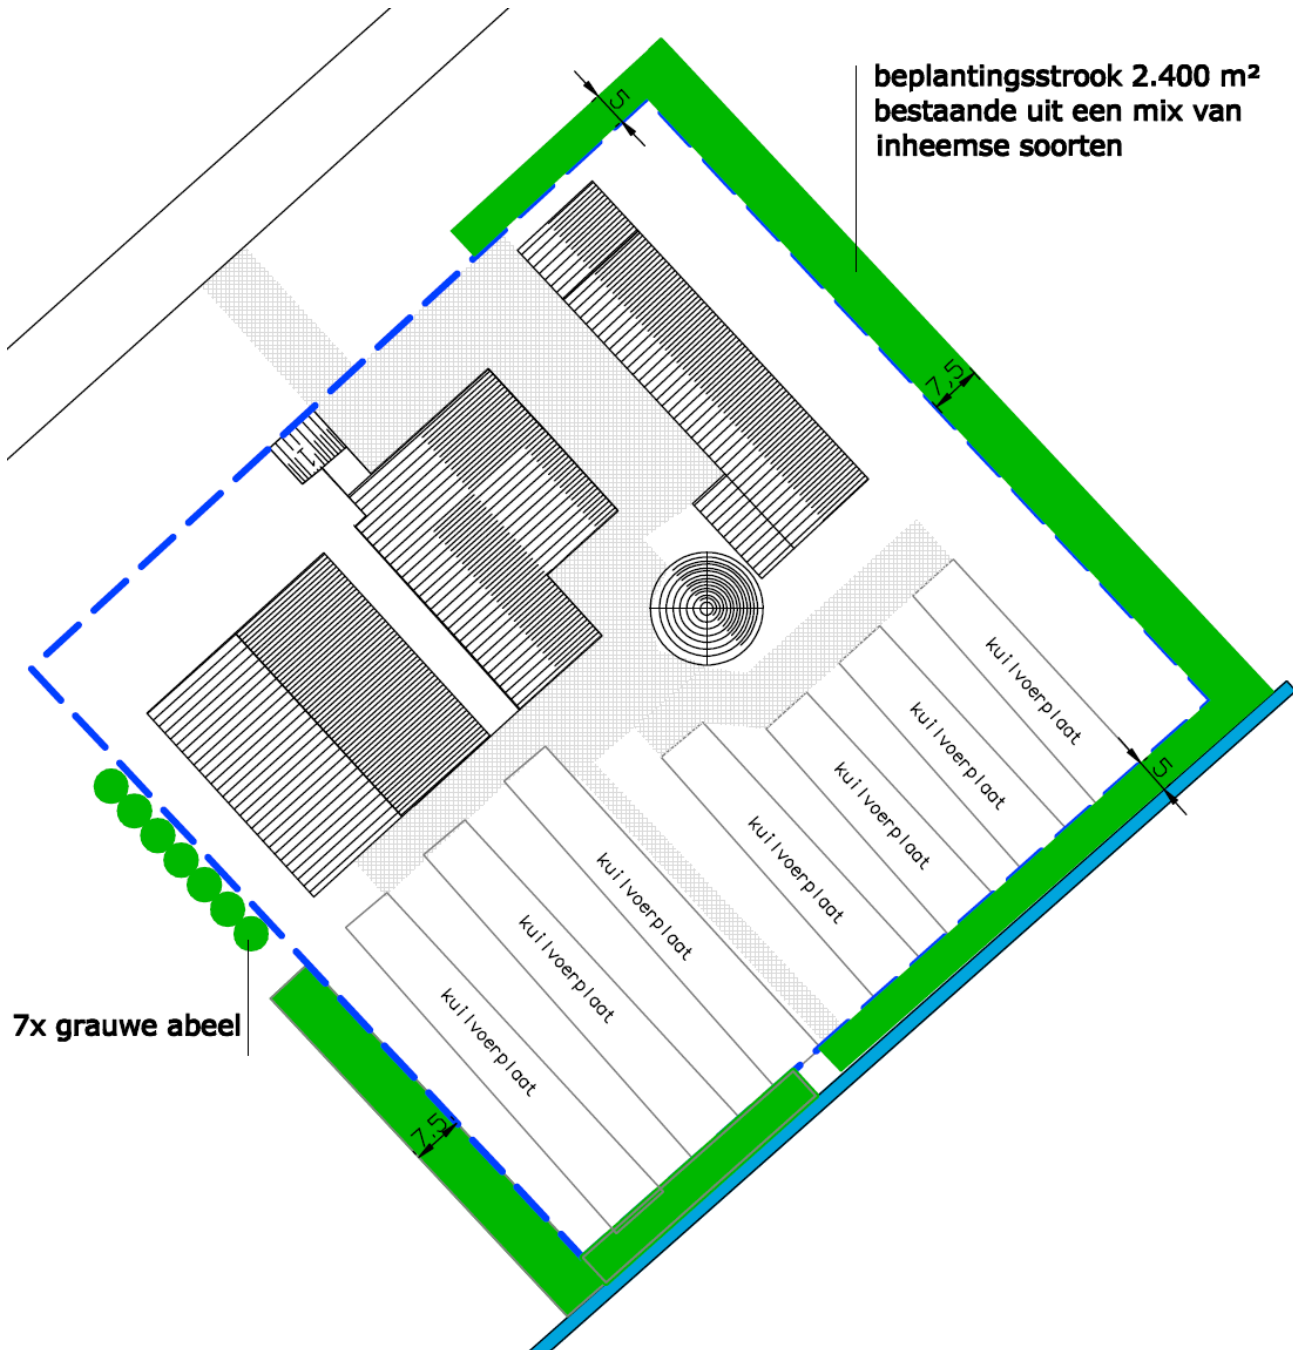 beplantingsstrook 2.400 m²
bestaande uit een mix van
inheemse soorten
5
7.5
kuilvoerplaat
kuilvoerplaat
5
kuilvoerplaat
kuilvoerplaat
kuilvoerplaat
kuilvoerplaat
kuilvoerplaat
7x grauwe abeel
7.5